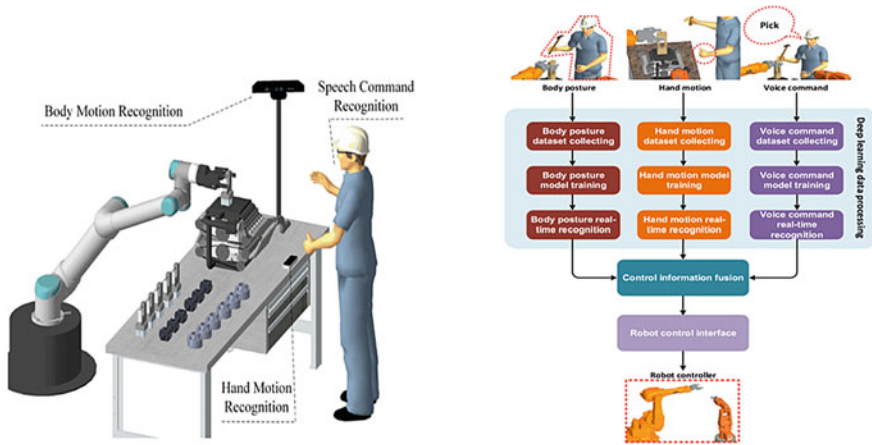 Body Motion Recognition
Speech Command
Recognition
Hand Motion
Recognition
Pick
Body posture
Hand motion
Voice command
Body posture
dataset collecting
Hand motion
dataset collecting
Voice command
dataset collecting
Body posture
model training
Hand motion model
training
Voice command
model training
Body posture real-
time recognition
Hand motion real-
time recognition
Voice command
real-time
recognition
Deep learning data processing
Control information fusion
Robot control interface
Robot controller